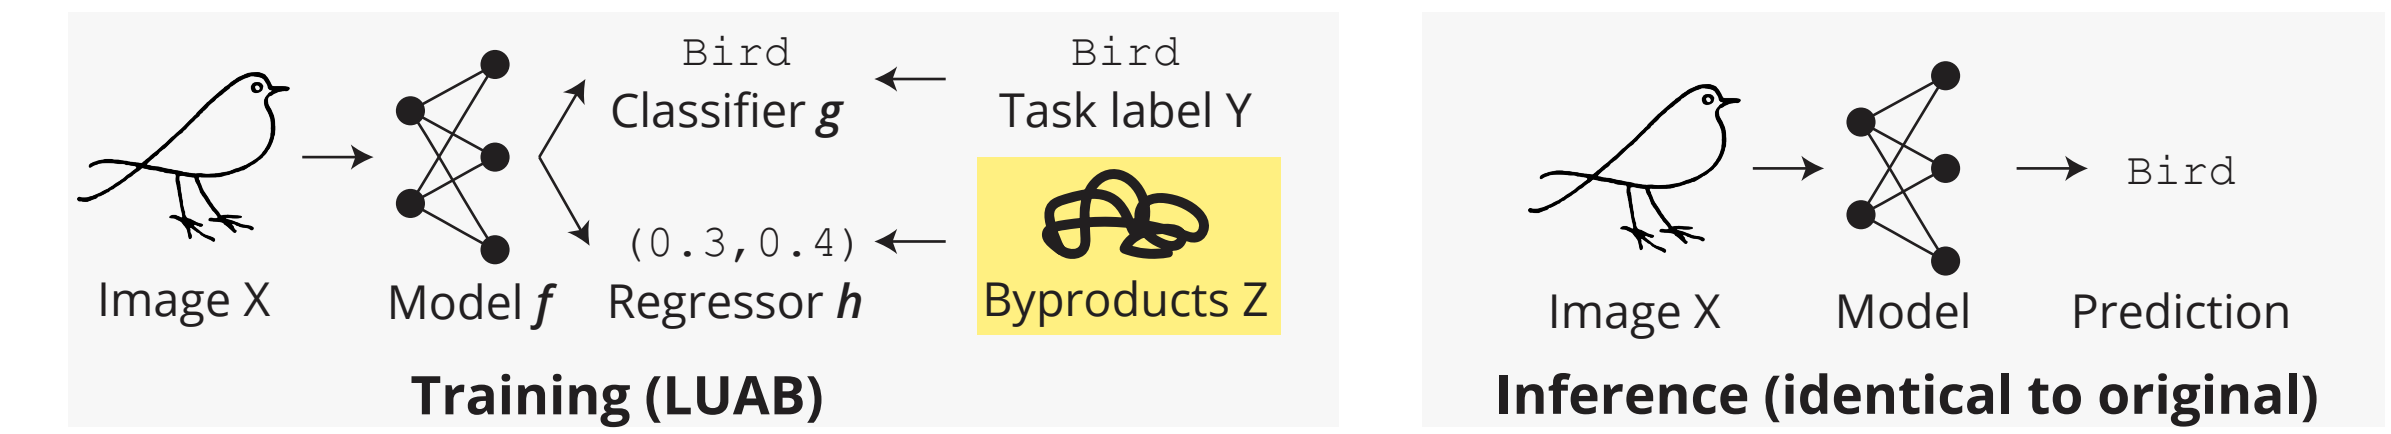 Bird
Classifier g
Bird
Task label Y
(0.3,0.4)
Image X
Model f
Regressor h
Byproducts Z
Training (LUAB)
Bird
Image X
Model
Prediction
Inference (identical to original)